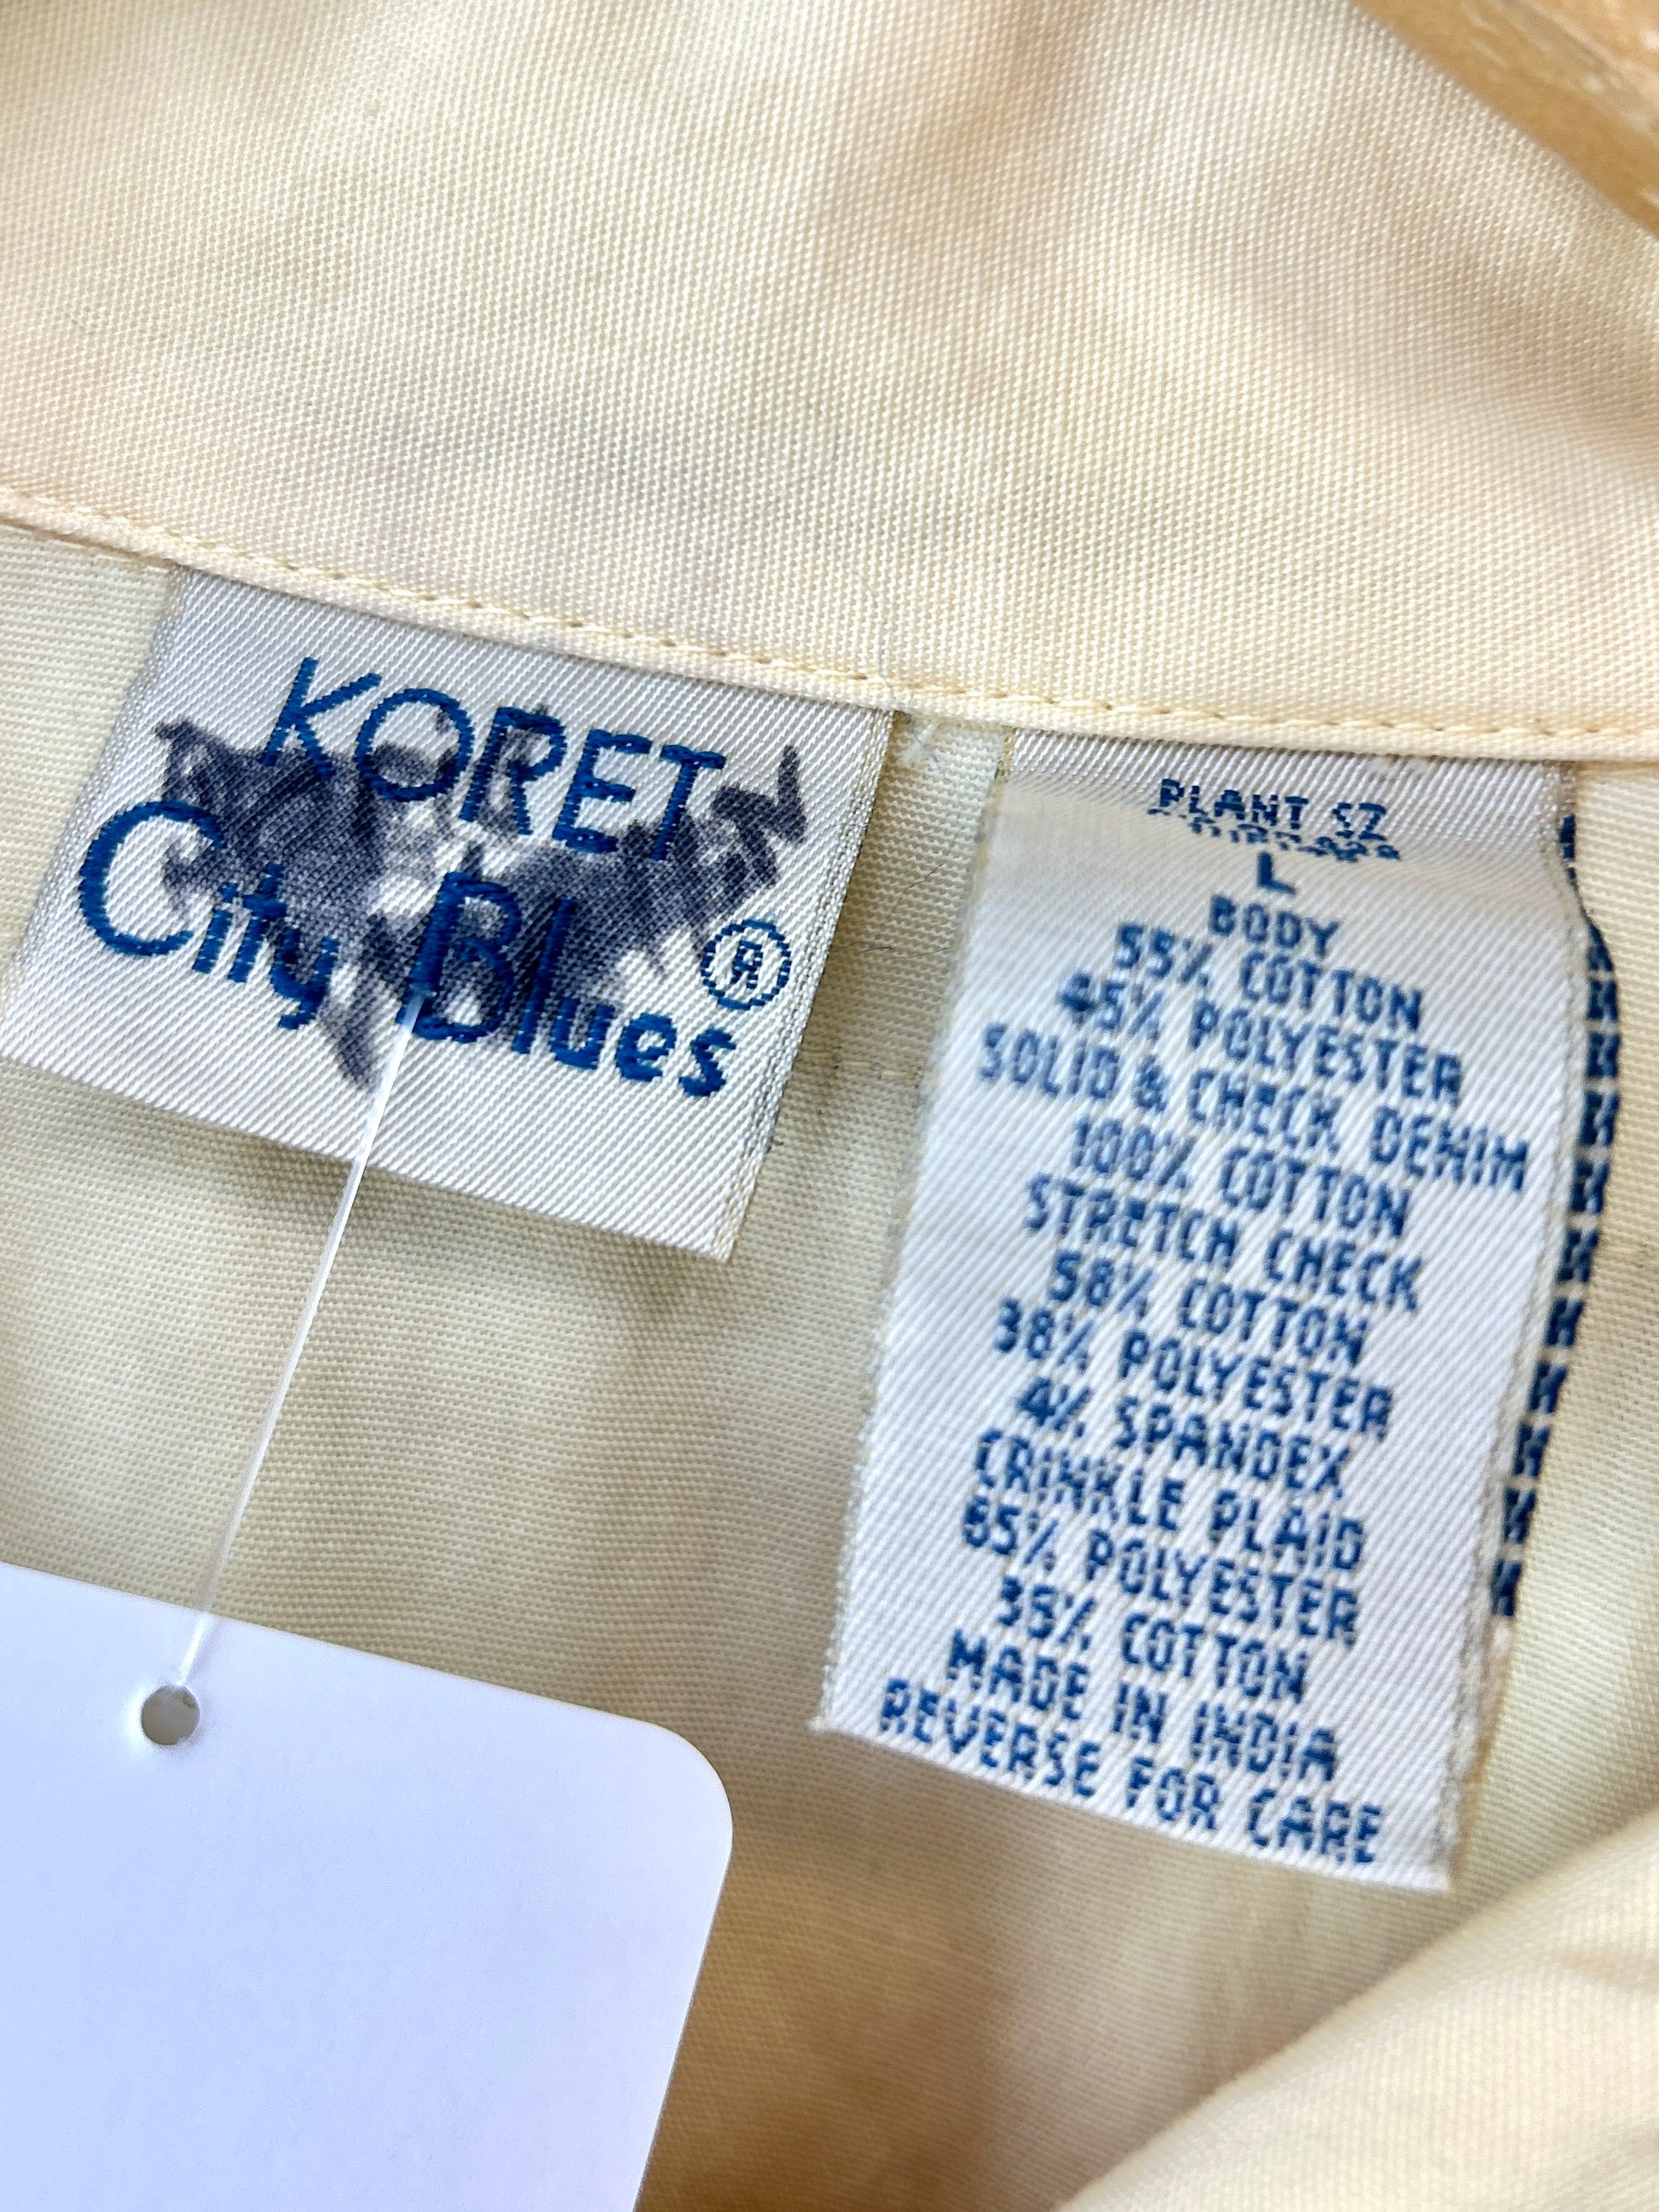 KORET
City Blues ®
PLANT SZ
L
BODY
55% COTTON
45% POLYESTER
SOLID & CHECK DENIM
100% COTTON
STRETCH CHECK
58% COTTON
38% POLYESTER
4% SPANDEX
CRINKLE PLAID
65% POLYESTER
35% COTTON
MADE IN INDIA
REVERSE FOR CARE